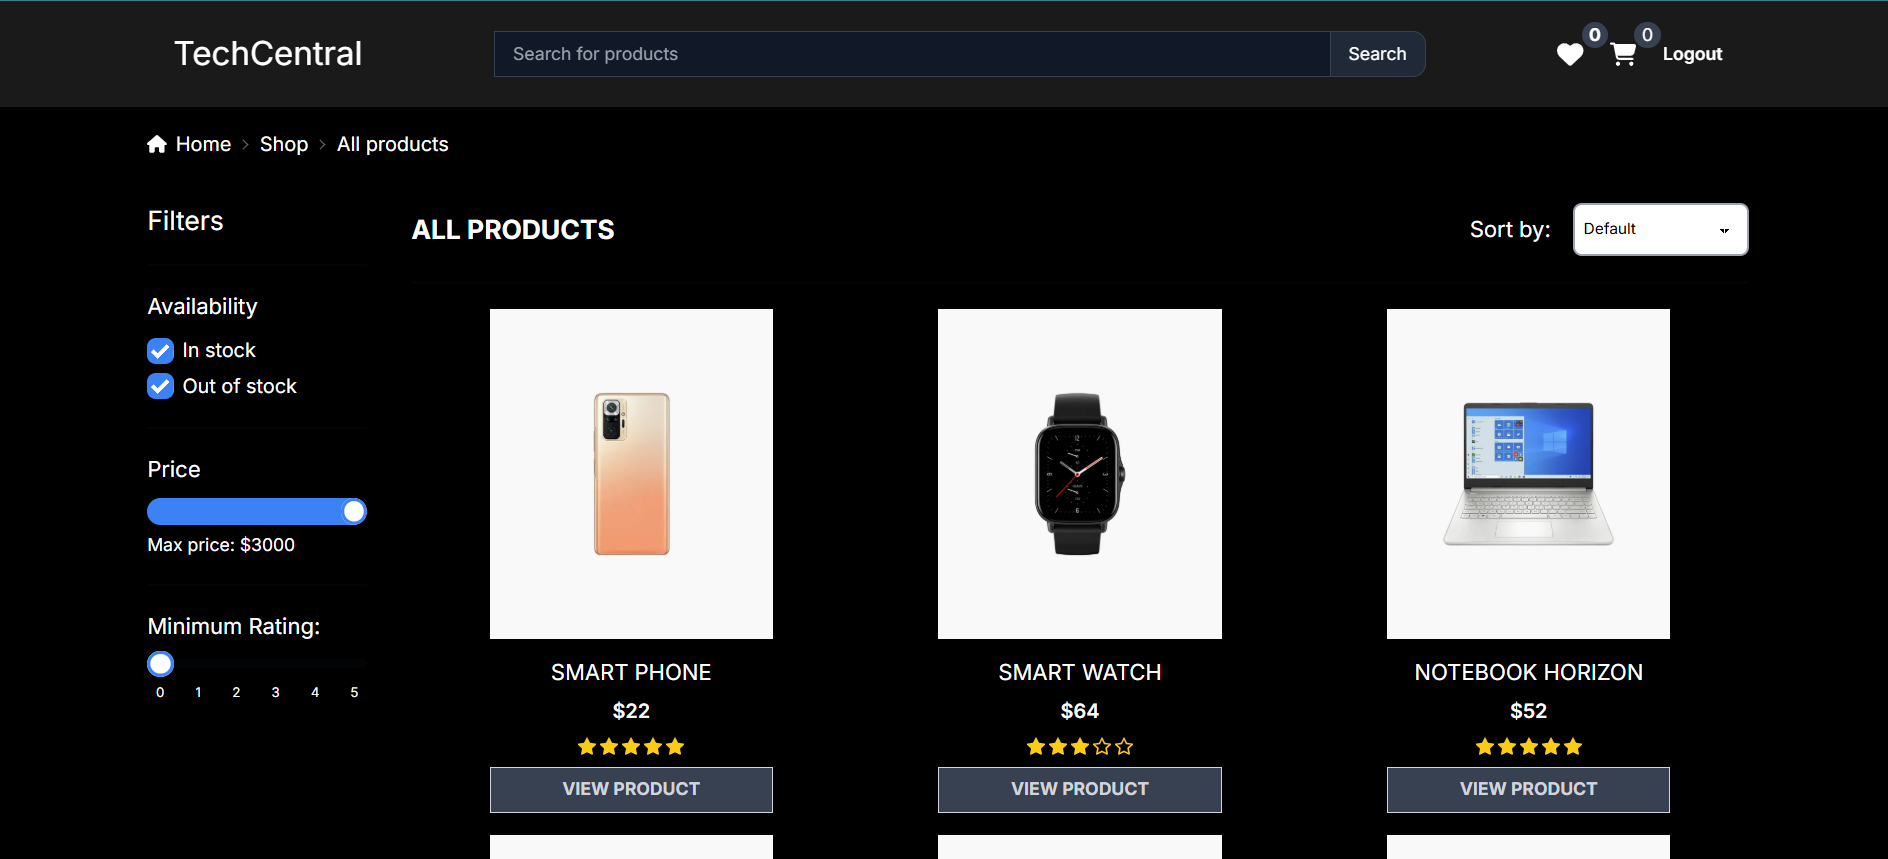 TechCentral
Search for products
Search
0
0
Logout
Home
Shop
All products
Filters
ALL PRODUCTS
Sort by:
Default
Availability
In stock
Out of stock
Price
Max price: $3000
Minimum Rating:
0 1 2 3 4 5
SMART PHONE
$22
VIEW PRODUCT
SMART WATCH
$64
VIEW PRODUCT
NOTEBOOK HORIZON
$52
VIEW PRODUCT